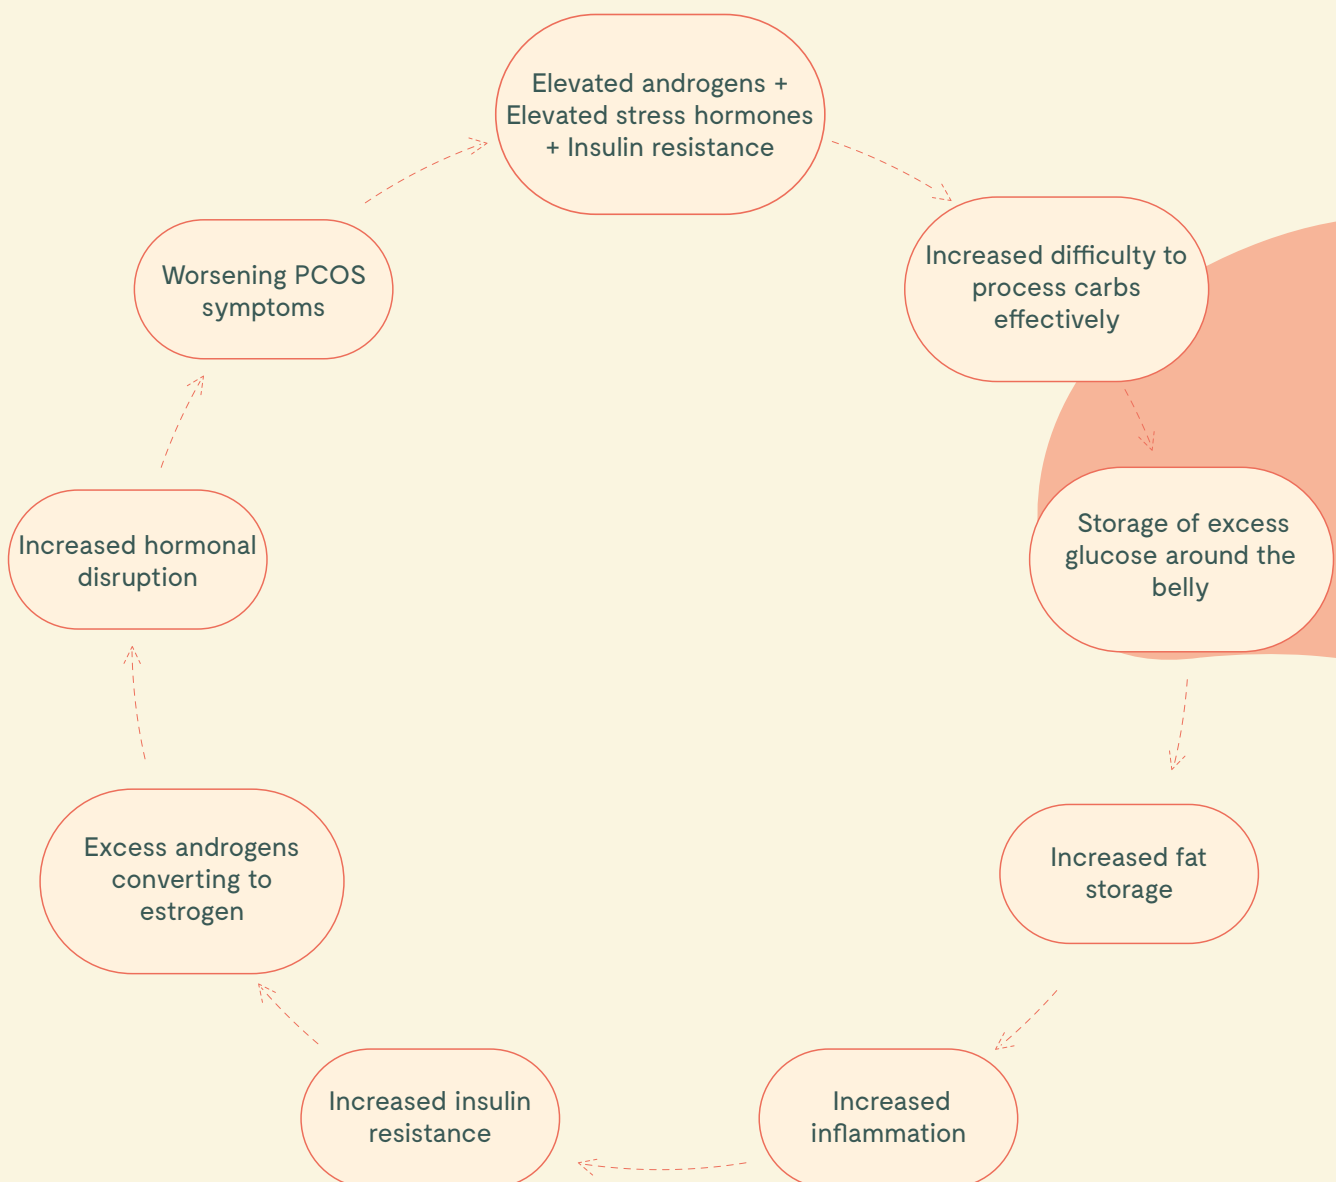 Elevated androgens +
Elevated stress hormones
+ Insulin resistance
Increased difficulty to
process carbs
effectively
Storage of excess
glucose around the
belly
Increased fat
storage
Increased
inflammation
Increased insulin
resistance
Excess androgens
converting to
estrogen
Increased hormonal
disruption
Worsening PCOS
symptoms